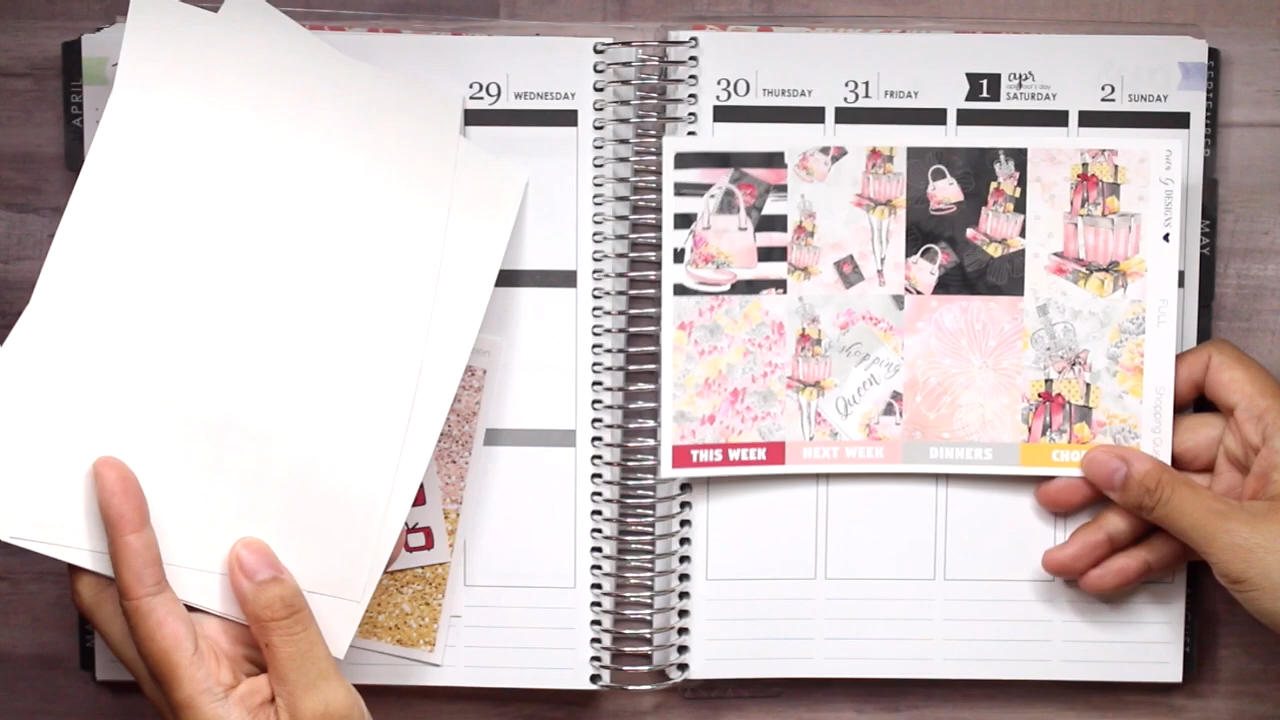 APRIL
29 WEDNESDAY
30 THURSDAY
31 FRIDAY
1 apr
SATURDAY
2 SUNDAY
SEPTEMBER
MAY
DESIGNS
FULL
shopping
Queen
THIS WEEK
NEXT WEEK
DINNERS